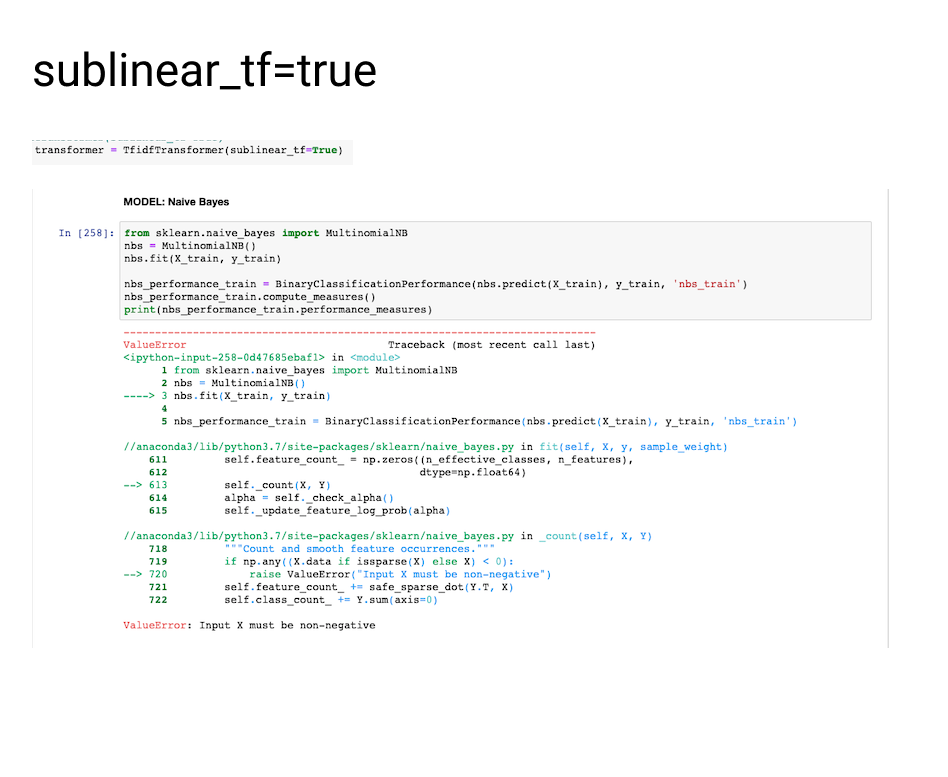 sublinear_tf=true
transformer = TfidfTransformer(sublinear_tf=True)
MODEL: Naive Bayes
In [258]: from sklearn.naive_bayes import MultinomialNB
nbs = MultinomialNB()
nbs.fit(X_train, y_train)
nbs_performance_train = BinaryClassificationPerformance(nbs.predict(X_train), y_train, 'nbs_train')
nbs_performance_train.compute_measures()
print(nbs_performance_train.performance_measures)
---------------------------------------------------------------------------
ValueError Traceback (most recent call last)
<ipython-input-258-0d47685ebaf1> in <module>
1 from sklearn.naive_bayes import MultinomialNB
2 nbs = MultinomialNB()
----> 3 nbs.fit(X_train, y_train)
4
5 nbs_performance_train = BinaryClassificationPerformance(nbs.predict(X_train), y_train, 'nbs_train')
//anaconda3/lib/python3.7/site-packages/sklearn/naive_bayes.py in fit(self, X, y, sample_weight)
611 self.feature_count_ = np.zeros((n_effective_classes, n_features),
612 dtype=np.float64)
--> 613 self._count(X, Y)
614 alpha = self._check_alpha()
615 self._update_feature_log_prob(alpha)
//anaconda3/lib/python3.7/site-packages/sklearn/naive_bayes.py in _count(self, X, Y)
718 """Count and smooth feature occurrences."""
719 if np.any((X.data if issparse(X) else X) < 0):
--> 720 raise ValueError("Input X must be non-negative")
721 self.feature_count_ += safe_sparse_dot(Y.T, X)
722 self.class_count_ += Y.sum(axis=0)
ValueError: Input X must be non-negative